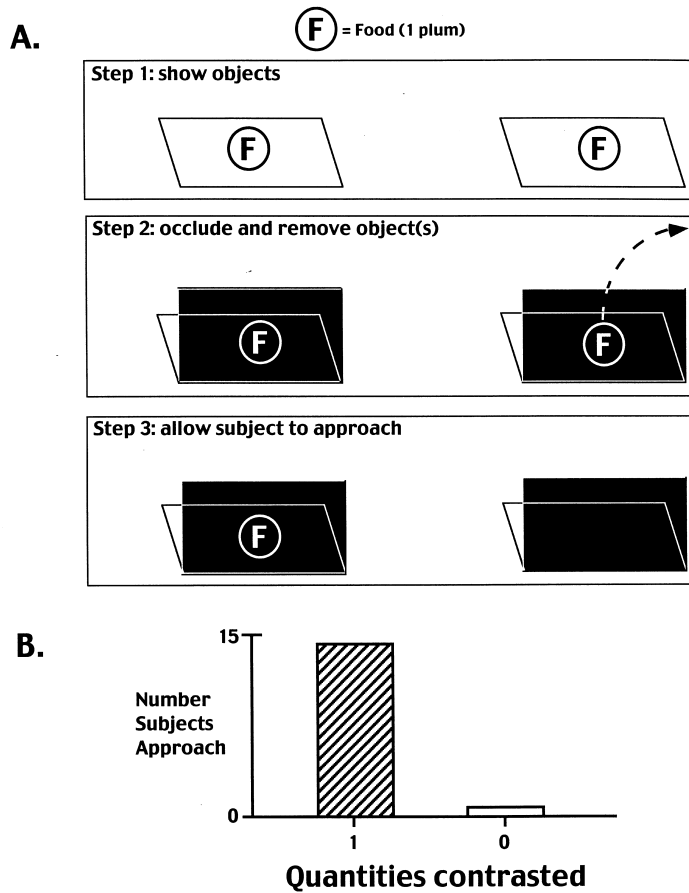 A.
F = Food (1 plum)
Step 1: show objects
F F
Step 2: occlude and remove object(s)
F F
Step 3: allow subject to approach
F
B.
15
Number
Subjects
Approach
0
1 0
Quantities contrasted